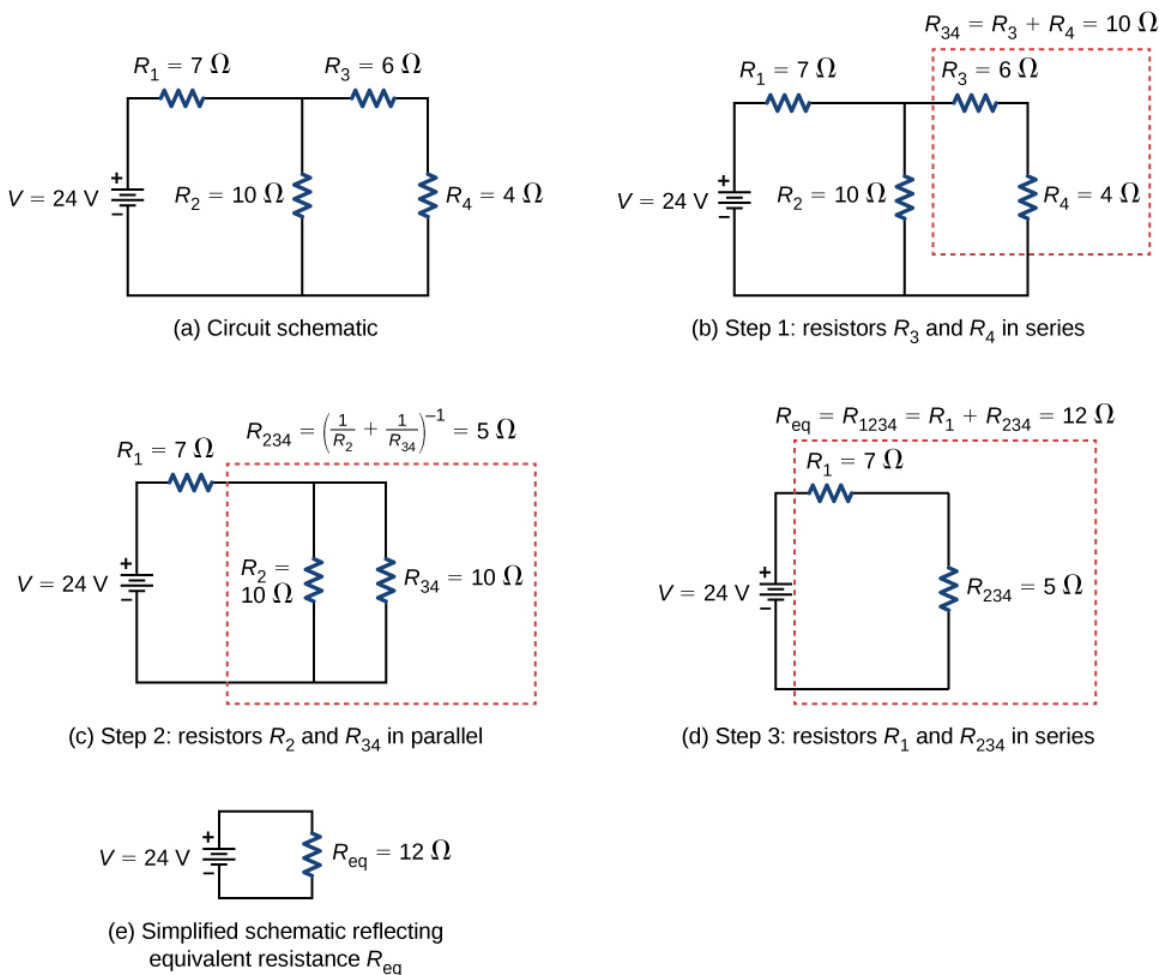 R₁ = 7 Ω
R₃ = 6 Ω
V = 24 V
+
−
R₂ = 10 Ω
R₄ = 4 Ω
(a) Circuit schematic
R₃₄ = R₃ + R₄ = 10 Ω
R₁ = 7 Ω
R₃ = 6 Ω
V = 24 V
+
−
R₂ = 10 Ω
R₄ = 4 Ω
(b) Step 1: resistors R₃ and R₄ in series
R₂₃₄ = (1/R₂ + 1/R₃₄)⁻¹ = 5 Ω
R₁ = 7 Ω
V = 24 V
+
−
R₂ =
10 Ω
R₃₄ = 10 Ω
(c) Step 2: resistors R₂ and R₃₄ in parallel
R_eq = R₁₂₃₄ = R₁ + R₂₃₄ = 12 Ω
R₁ = 7 Ω
V = 24 V
+
−
R₂₃₄ = 5 Ω
(d) Step 3: resistors R₁ and R₂₃₄ in series
V = 24 V
+
−
R_eq = 12 Ω
(e) Simplified schematic reflecting
equivalent resistance R_eq